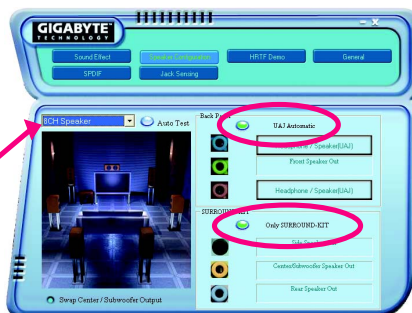 GIGABYTE™
TECHNOLOGY
– X
Sound Effect
Speaker Configuration
HRTF Demo
General
SPDIF
Jack Sensing
8CH Speaker
Auto Test
Back Panel
UAJ Automatic
Headphone / Speaker(UAJ)
Front Speaker Out
Headphone / Speaker(UAJ)
SURROUND-KIT
Only SURROUND-KIT
Side Speaker
Center/Subwoofer Speaker Out
Rear Speaker Out
Swap Center / Subwoofer Output